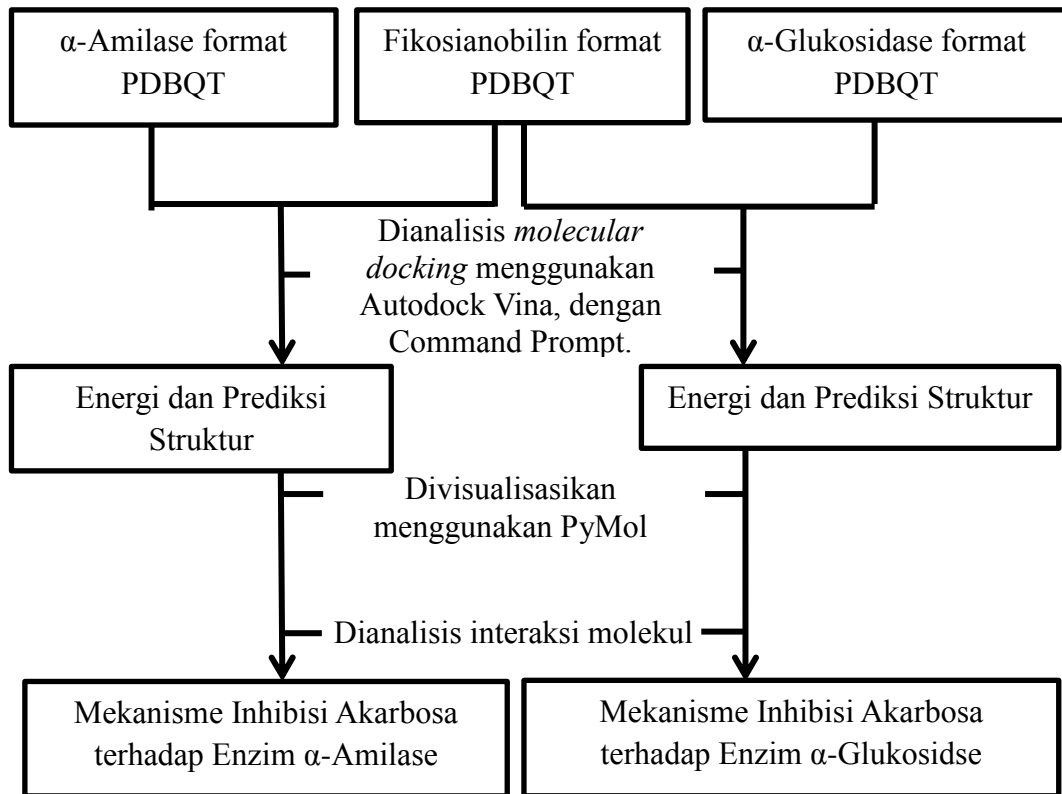 α-Amilase format
PDBQT
Fikosianobilin format
PDBQT
α-Glukosidase format
PDBQT
Dianalisis molecular
docking menggunakan
Autodock Vina, dengan
Command Prompt.
Energi dan Prediksi
Struktur
Energi dan Prediksi Struktur
Divisualisasikan
menggunakan PyMol
Dianalisis interaksi molekul
Mekanisme Inhibisi Akarbosa
terhadap Enzim α-Amilase
Mekanisme Inhibisi Akarbosa
terhadap Enzim α-Glukosidse